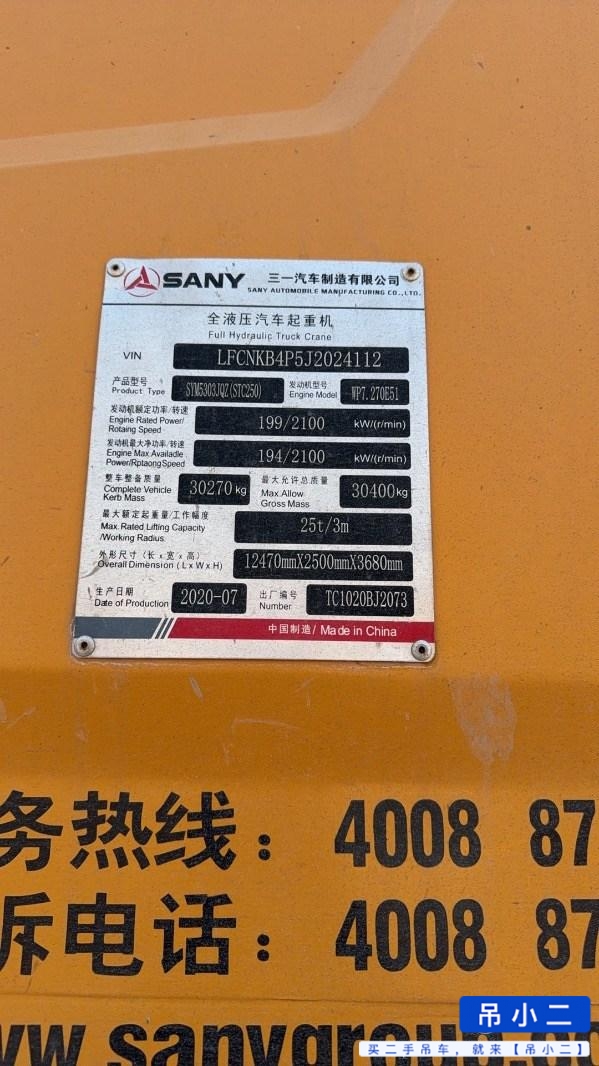 SANY 三一汽车制造有限公司
SANY AUTOMOBILE MANUFACTURING CO.,LTD.
全液压汽车起重机
Full Hydraulic Truck Crane
VIN LFCNKB4P5J2024112
产品型号 Product Type SYM5303JQZ(STC250) 发动机型号 Engine Model WP7.270E51
发动机额定功率/转速
Engine Rated Power/
Rotaing Speed
199/2100 kW/(r/min)
发动机最大净功率/转速
Engine Max.Availadle
Power/RptaongSpeed
194/2100 kW/(r/min)
整车整备质量
Complete Vehicle
Kerb Mass
30270kg
最大允许总质量
Max.Allow
Gross Mass
30400kg
最大额定起重量/工作幅度
Max.Rated Lifting Capacity
/Working Radius
25t/3m
外形尺寸（长x宽x高）
Overall Dimension (LxWxH)
12470mmX2500mmX3680mm
生产日期
Date of Production
2020-07
出厂编号
Number
TC1020BJ2073
中国制造/Made in China
务热线：4008 87
诉电话：4008 87
ww.sanygroup.co
吊小二
买二手吊车，就来【吊小二】